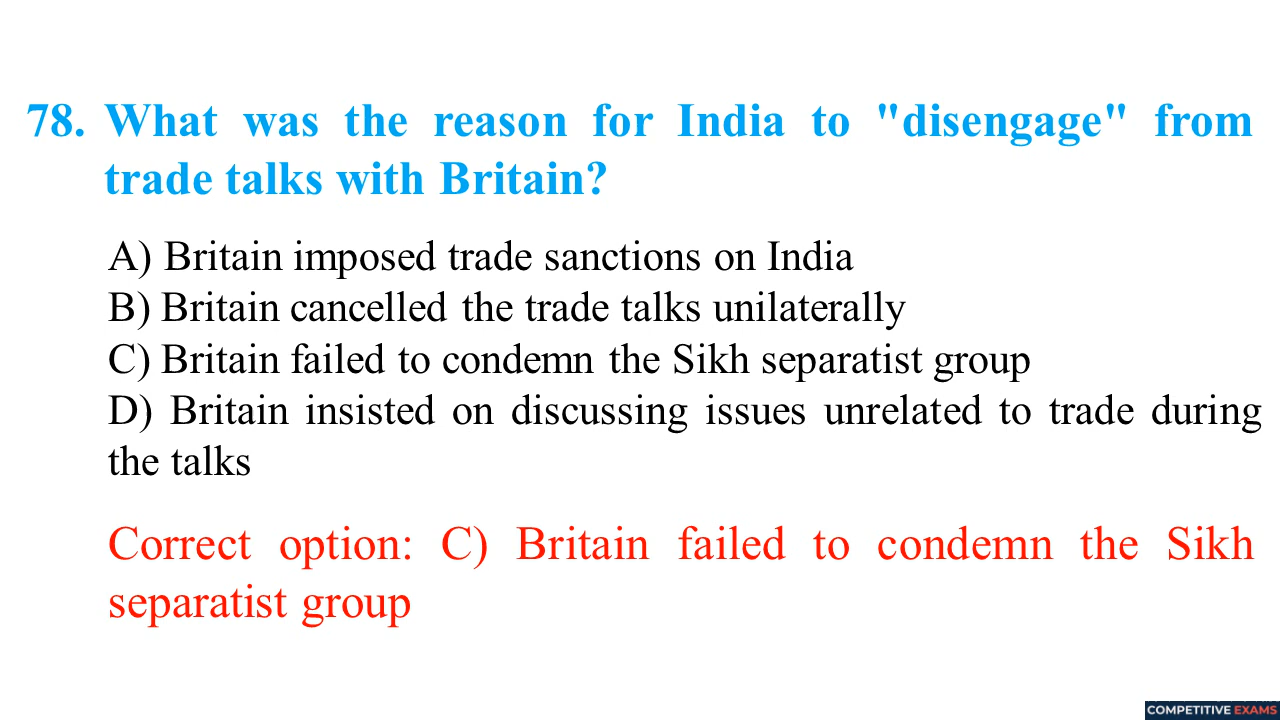 78. What was the reason for India to "disengage" from
trade talks with Britain?
A) Britain imposed trade sanctions on India
B) Britain cancelled the trade talks unilaterally
C) Britain failed to condemn the Sikh separatist group
D) Britain insisted on discussing issues unrelated to trade during
the talks
Correct option: C) Britain failed to condemn the Sikh
separatist group
COMPETITIVE EXAMS